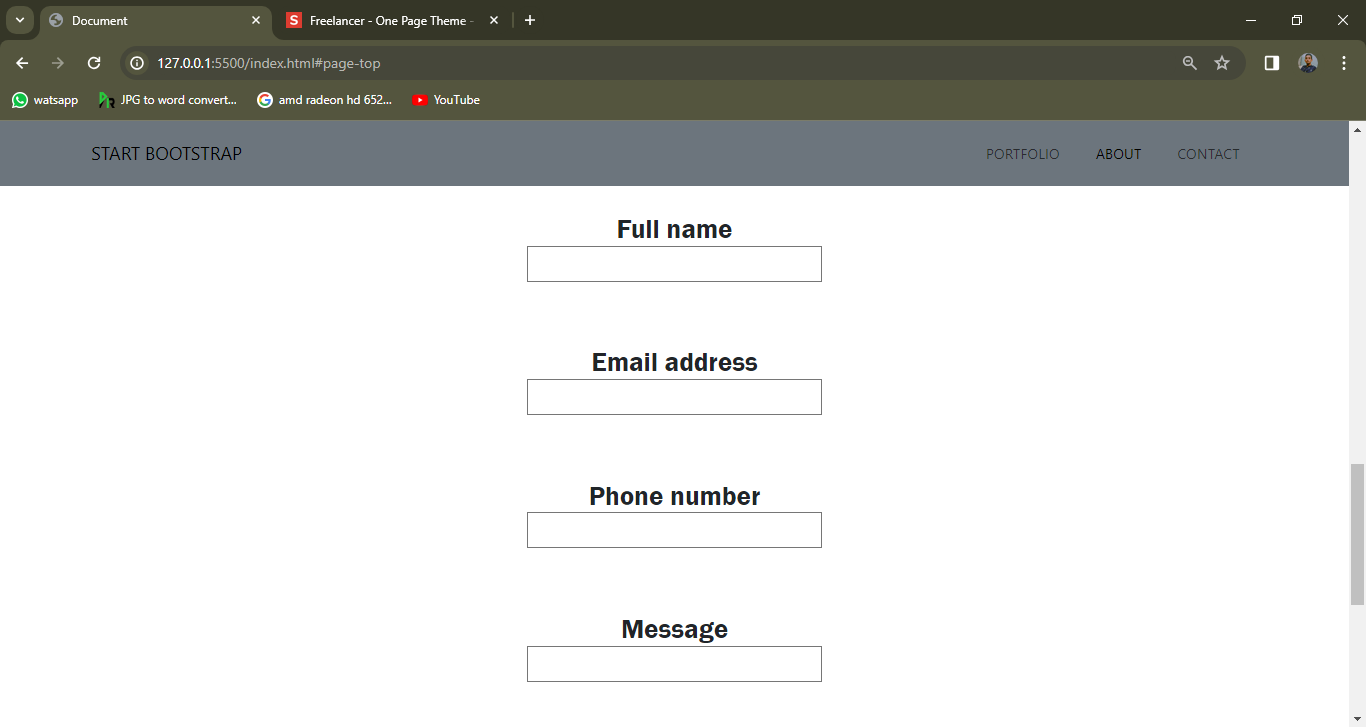 Document
S Freelancer - One Page Theme -
127.0.0.1:5500/index.html#page-top
watsapp JPG to word convert... amd radeon hd 652... YouTube
START BOOTSTRAP PORTFOLIO ABOUT CONTACT
Full name
Email address
Phone number
Message